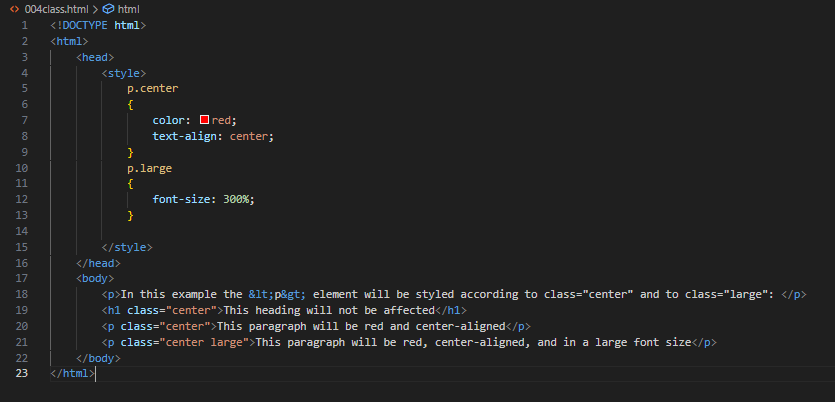 004class.html > html
1 <!DOCTYPE html>
2 <html>
3     <head>
4         <style>
5             p.center
6             {
7                 color: red;
8                 text-align: center;
9             }
10             p.large
11             {
12                 font-size: 300%;
13             }
14
15         </style>
16     </head>
17     <body>
18         <p>In this example the &lt;p&gt; element will be styled according to class="center" and to class="large": </p>
19         <h1 class="center">This heading will not be affected</h1>
20         <p class="center">This paragraph will be red and center-aligned</p>
21         <p class="center large">This paragraph will be red, center-aligned, and in a large font size</p>
22     </body>
23 </html>